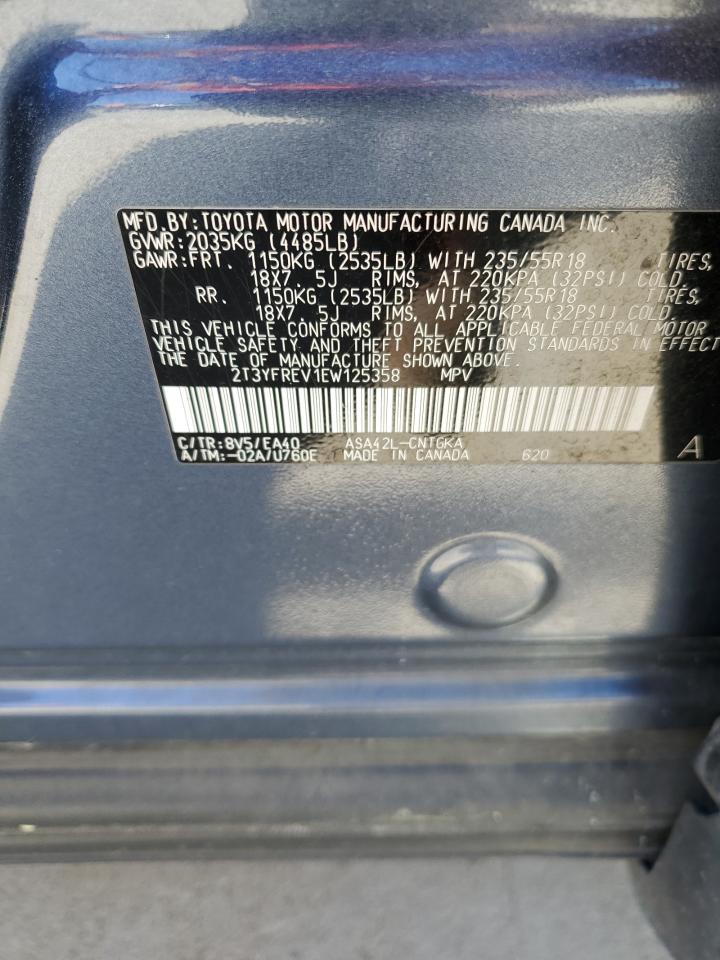 MFD.BY:TOYOTA MOTOR MANUFACTURING CANADA INC.
GVWR:2035KG (4485LB)
GAWR:FRT. 1150KG (2535LB) WITH 235/55R18 TIRES,
18X7.5J RIMS, AT 220KPA (32PSI) COLD.
RR. 1150KG (2535LB) WITH 235/55R18 TIRES,
18X7.5J RIMS, AT 220KPA (32PSI) COLD.
THIS VEHICLE CONFORMS TO ALL APPLICABLE FEDERAL MOTOR
VEHICLE SAFETY AND THEFT PREVENTION STANDARDS IN EFFECT
THE DATE OF MANUFACTURE SHOWN ABOVE.
2T3YFREV1EW125358 MPV
C/TR:8V5/EA40 ASA42L-CNTGKA
A/TM:-02A/U760E MADE IN CANADA 620 A